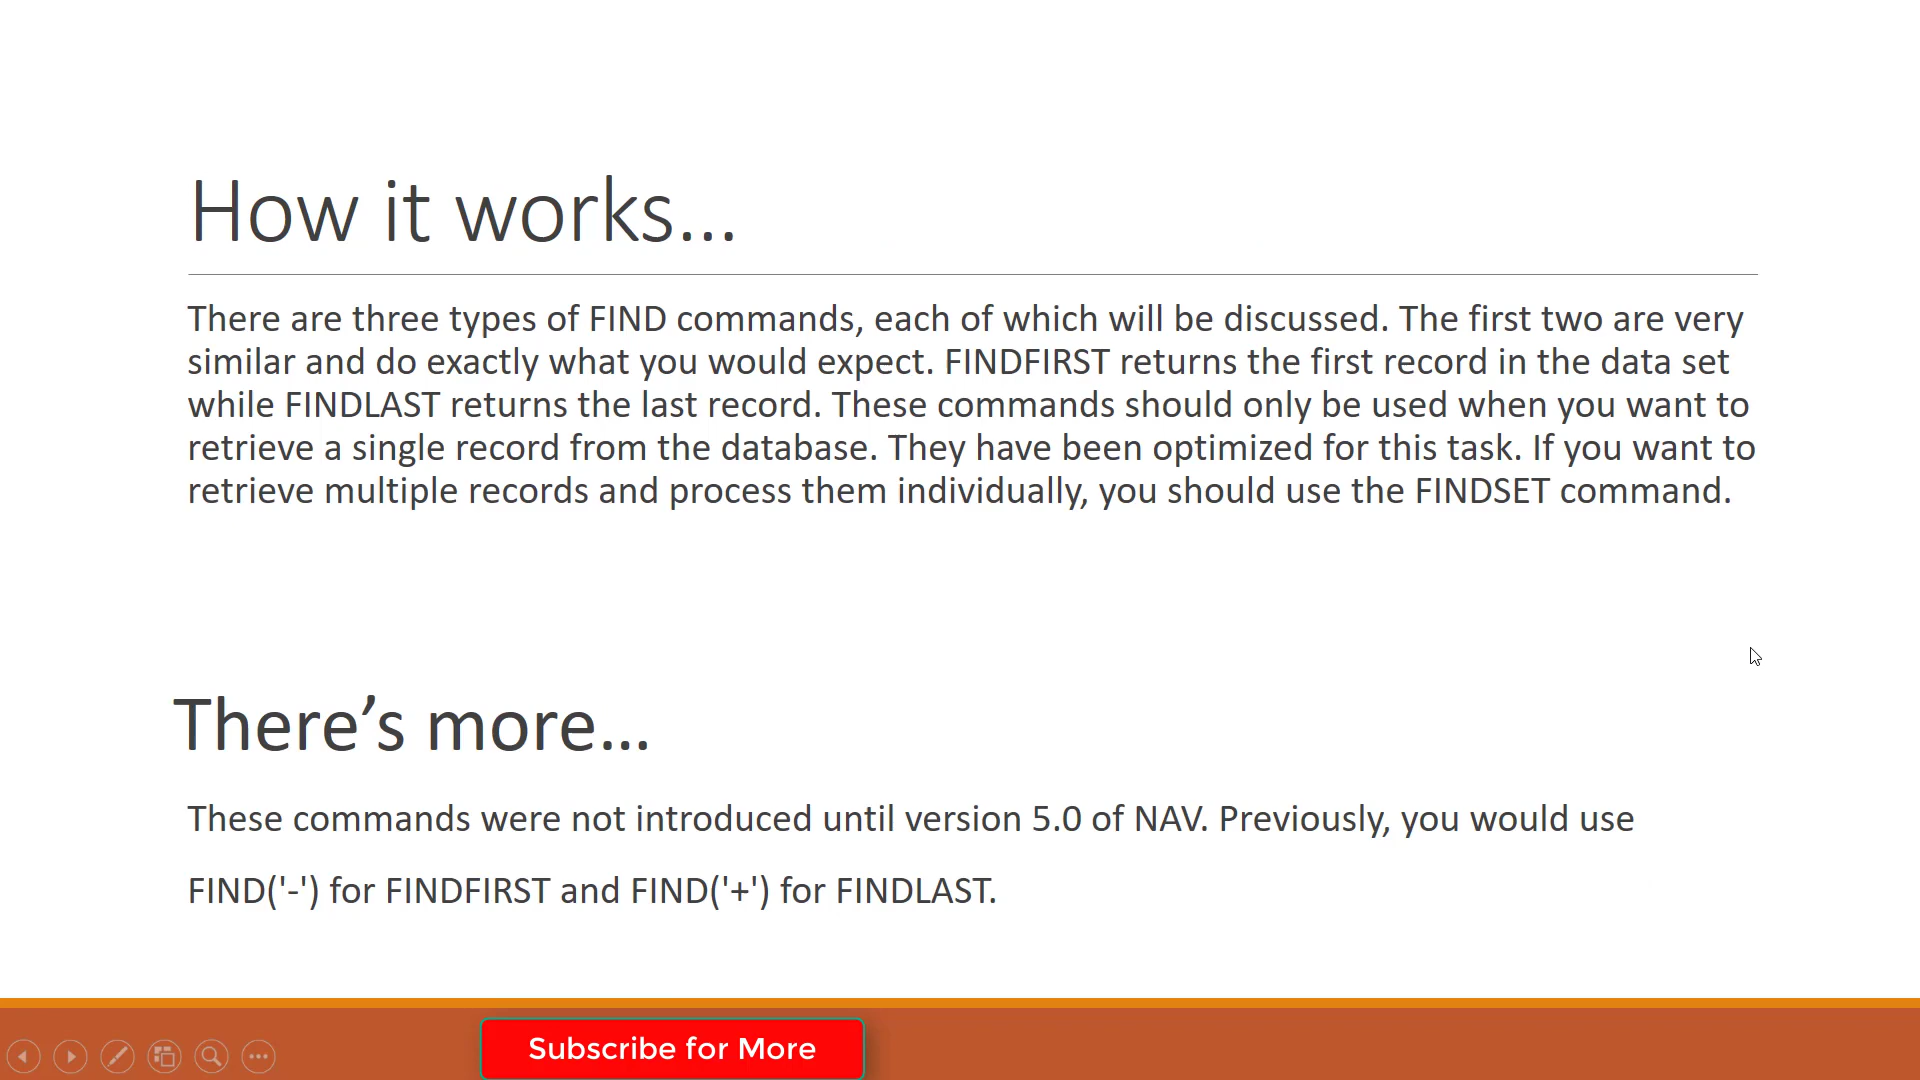 How it works…
There are three types of FIND commands, each of which will be discussed. The first two are very
similar and do exactly what you would expect. FINDFIRST returns the first record in the data set
while FINDLAST returns the last record. These commands should only be used when you want to
retrieve a single record from the database. They have been optimized for this task. If you want to
retrieve multiple records and process them individually, you should use the FINDSET command.
There’s more…
These commands were not introduced until version 5.0 of NAV. Previously, you would use
FIND('-') for FINDFIRST and FIND('+') for FINDLAST.
Subscribe for More